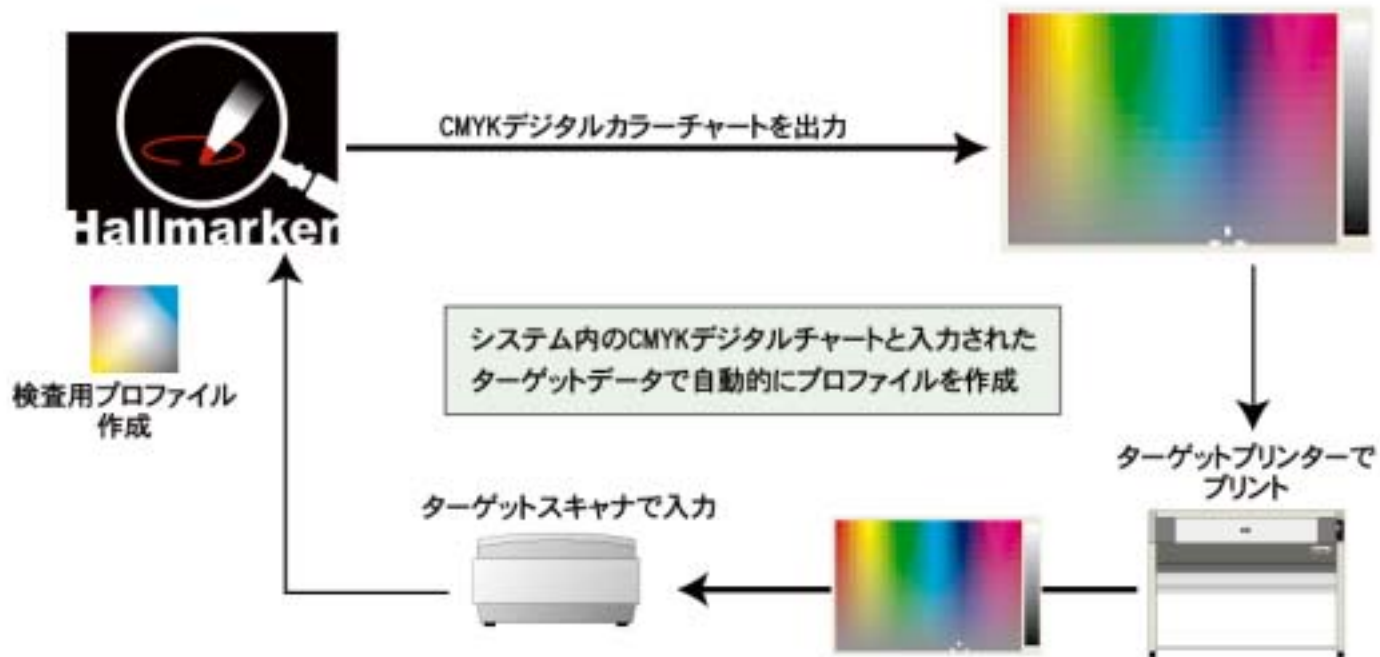 CMYKデジタルカラーチャートを出力
Hallmarker
システム内のCMYKデジタルチャートと入力された
ターゲットデータで自動的にプロファイルを作成
検査用プロファイル
作成
ターゲットプリンターで
プリント
ターゲットスキャナで入力